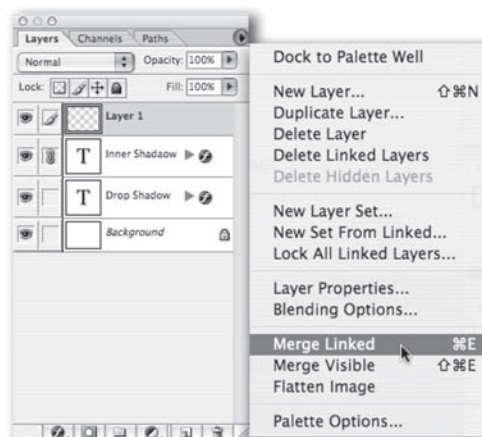 Layers Channels Paths
Normal Opacity: 100%
Lock: Fill: 100%
Layer 1
T Inner Shadaow
T Drop Shadow
Background
Dock to Palette Well
New Layer... ⇧⌘N
Duplicate Layer...
Delete Layer
Delete Linked Layers
Delete Hidden Layers
New Layer Set...
New Set From Linked...
Lock All Linked Layers...
Layer Properties...
Blending Options...
Merge Linked ⌘E
Merge Visible ⇧⌘E
Flatten Image
Palette Options...